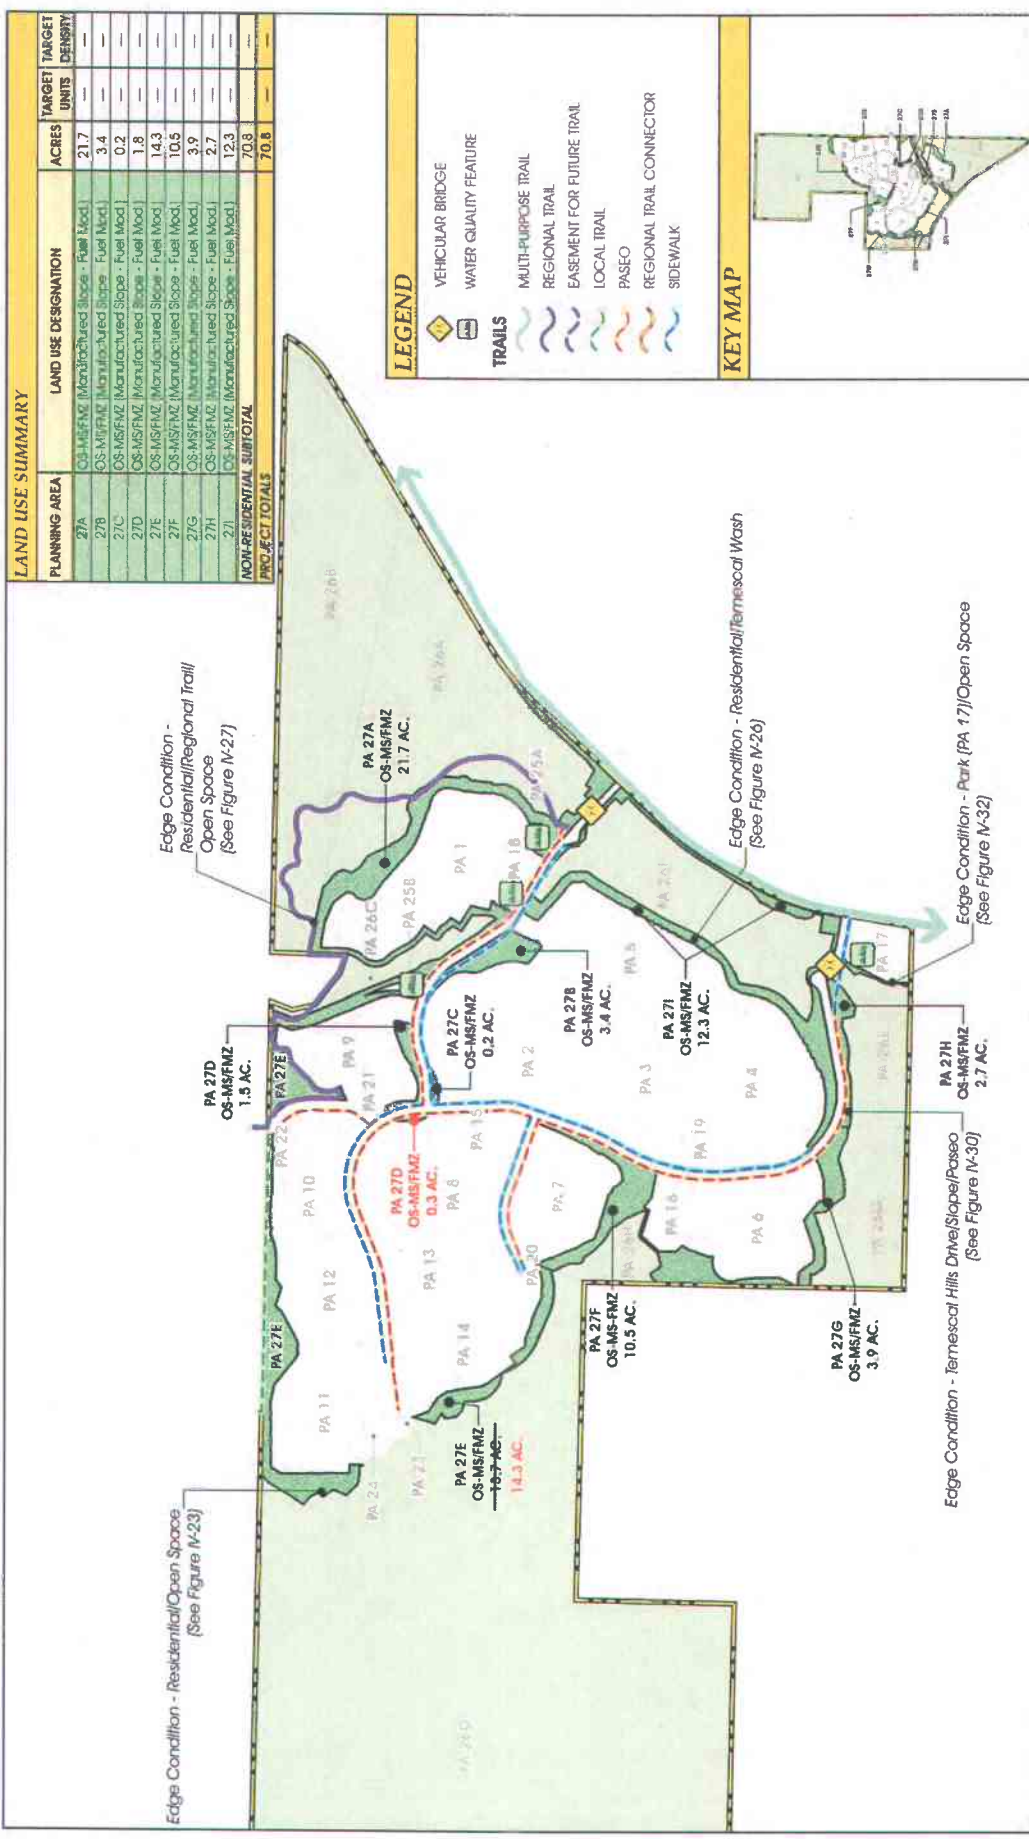 LAND USE SUMMARY
PLANNING AREA LAND USE DESIGNATION ACRES TARGET UNITS TARGET DENSITY
27A OS-MS/FMZ (Manufactured Slope - Fuel Mod.) 21.7 — —
27B OS-MS/FMZ (Manufactured Slope - Fuel Mod.) 3.4 — —
27C OS-MS/FMZ (Manufactured Slope - Fuel Mod.) 0.2 — —
27D OS-MS/FMZ (Manufactured Slope - Fuel Mod.) 1.8 — —
27E OS-MS/FMZ (Manufactured Slope - Fuel Mod.) 14.3 — —
27F OS-MS/FMZ (Manufactured Slope - Fuel Mod.) 10.5 — —
27G OS-MS/FMZ (Manufactured Slope - Fuel Mod.) 3.9 — —
27H OS-MS/FMZ (Manufactured Slope - Fuel Mod.) 2.7 — —
27I OS-MS/FMZ (Manufactured Slope - Fuel Mod.) 12.3 — —
NON-RESIDENTIAL SUBTOTAL 70.8
PROJECT TOTALS 70.8 — —
LEGEND
VEHICULAR BRIDGE
WATER QUALITY FEATURE
TRAILS
MULTI-PURPOSE TRAIL
REGIONAL TRAIL
EASEMENT FOR FUTURE TRAIL
LOCAL TRAIL
PASEO
REGIONAL TRAIL CONNECTOR
SIDEWALK
KEY MAP
Edge Condition - Residential/Open Space
(See Figure IV-23)
Edge Condition -
Residential/Regional Trail/
Open Space
(See Figure IV-27)
PA 27D
OS-MS/FMZ
1.5 AC.
PA 27A
OS-MS/FMZ
21.7 AC.
PA 27E
PA 27E
PA 26B
PA 26A
PA 26C
PA 25B
PA 1
PA 25A
PA 18
PA 9
PA 21
PA 22
PA 10
PA 12
PA 11
PA 24
PA 23
PA 13
PA 14
PA 8
PA 15
PA 7
PA 20
PA 2
PA 3
PA 4
PA 5
PA 19
PA 6
PA 16
PA 17
PA 27C
OS-MS/FMZ
0.2 AC.
PA 27D
OS-MS/FMZ
0.3 AC.
PA 27B
OS-MS/FMZ
3.4 AC.
PA 27E
OS-MS/FMZ
14.3 AC.
PA 27F
OS-MS-FMZ
10.5 AC.
PA 27I
OS-MS/FMZ
12.3 AC.
PA 27G
OS-MS/FMZ
3.9 AC.
PA 27H
OS-MS/FMZ
2.7 AC.
Edge Condition - Residential/Temescal Wash
(See Figure IV-26)
Edge Condition - Park (PA 17)/Open Space
(See Figure IV-32)
Edge Condition - Temescal Hills Drive/Slope/Paseo
(See Figure IV-30)